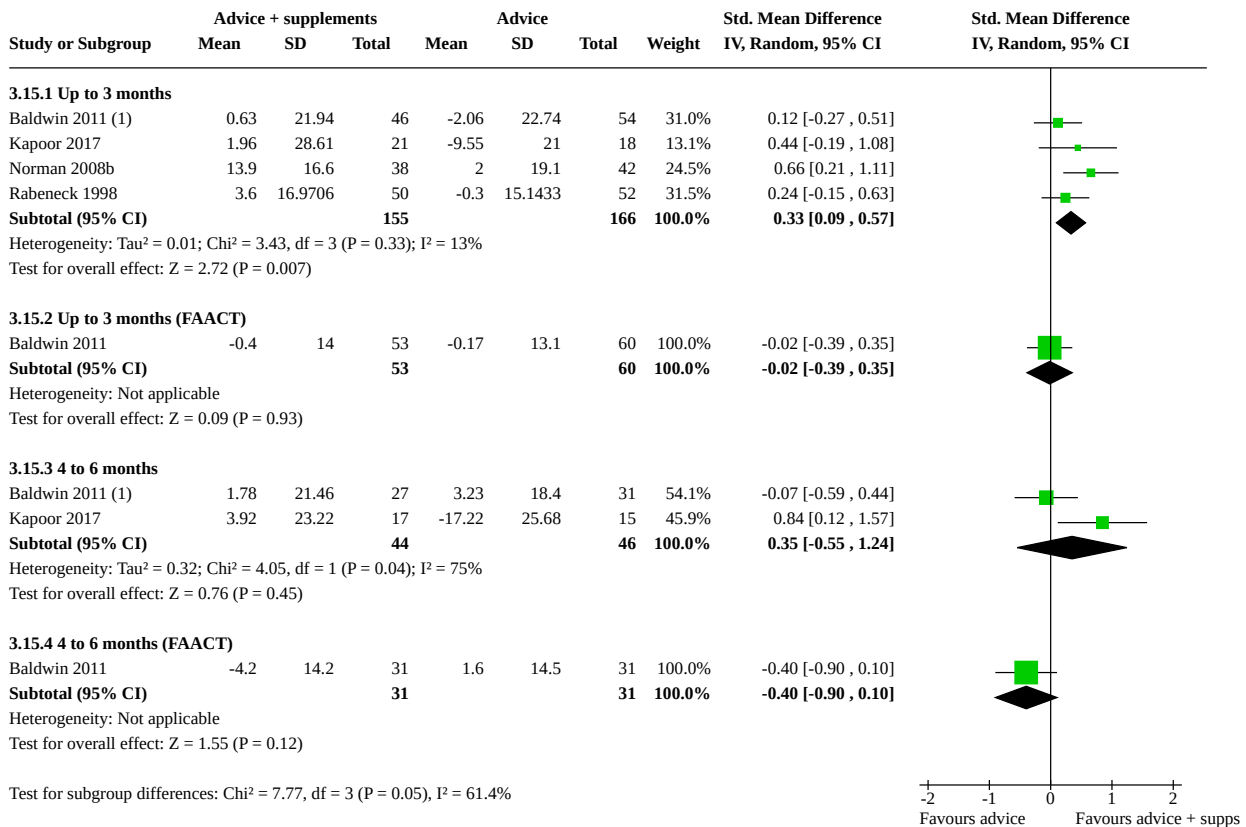 Advice + supplements Advice Std. Mean Difference Std. Mean Difference
Study or Subgroup Mean SD Total Mean SD Total Weight IV, Random, 95% CI IV, Random, 95% CI
3.15.1 Up to 3 months
Baldwin 2011 (1) 0.63 21.94 46 -2.06 22.74 54 31.0% 0.12 [-0.27 , 0.51]
Kapoor 2017 1.96 28.61 21 -9.55 21 18 13.1% 0.44 [-0.19 , 1.08]
Norman 2008b 13.9 16.6 38 2 19.1 42 24.5% 0.66 [0.21 , 1.11]
Rabeneck 1998 3.6 16.9706 50 -0.3 15.1433 52 31.5% 0.24 [-0.15 , 0.63]
Subtotal (95% CI) 155 166 100.0% 0.33 [0.09 , 0.57]
Heterogeneity: Tau² = 0.01; Chi² = 3.43, df = 3 (P = 0.33); I² = 13%
Test for overall effect: Z = 2.72 (P = 0.007)
3.15.2 Up to 3 months (FAACT)
Baldwin 2011 -0.4 14 53 -0.17 13.1 60 100.0% -0.02 [-0.39 , 0.35]
Subtotal (95% CI) 53 60 100.0% -0.02 [-0.39 , 0.35]
Heterogeneity: Not applicable
Test for overall effect: Z = 0.09 (P = 0.93)
3.15.3 4 to 6 months
Baldwin 2011 (1) 1.78 21.46 27 3.23 18.4 31 54.1% -0.07 [-0.59 , 0.44]
Kapoor 2017 3.92 23.22 17 -17.22 25.68 15 45.9% 0.84 [0.12 , 1.57]
Subtotal (95% CI) 44 46 100.0% 0.35 [-0.55 , 1.24]
Heterogeneity: Tau² = 0.32; Chi² = 4.05, df = 1 (P = 0.04); I² = 75%
Test for overall effect: Z = 0.76 (P = 0.45)
3.15.4 4 to 6 months (FAACT)
Baldwin 2011 -4.2 14.2 31 1.6 14.5 31 100.0% -0.40 [-0.90 , 0.10]
Subtotal (95% CI) 31 31 100.0% -0.40 [-0.90 , 0.10]
Heterogeneity: Not applicable
Test for overall effect: Z = 1.55 (P = 0.12)
Test for subgroup differences: Chi² = 7.77, df = 3 (P = 0.05), I² = 61.4%
-2 -1 0 1 2
Favours advice Favours advice + supps